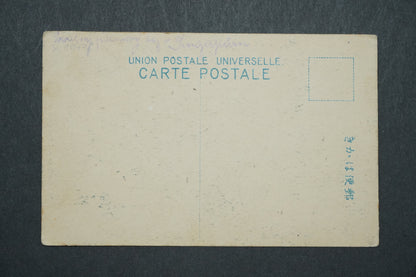 UNION POSTALE UNIVERSELLE.
CARTE POSTALE
きかは便郵